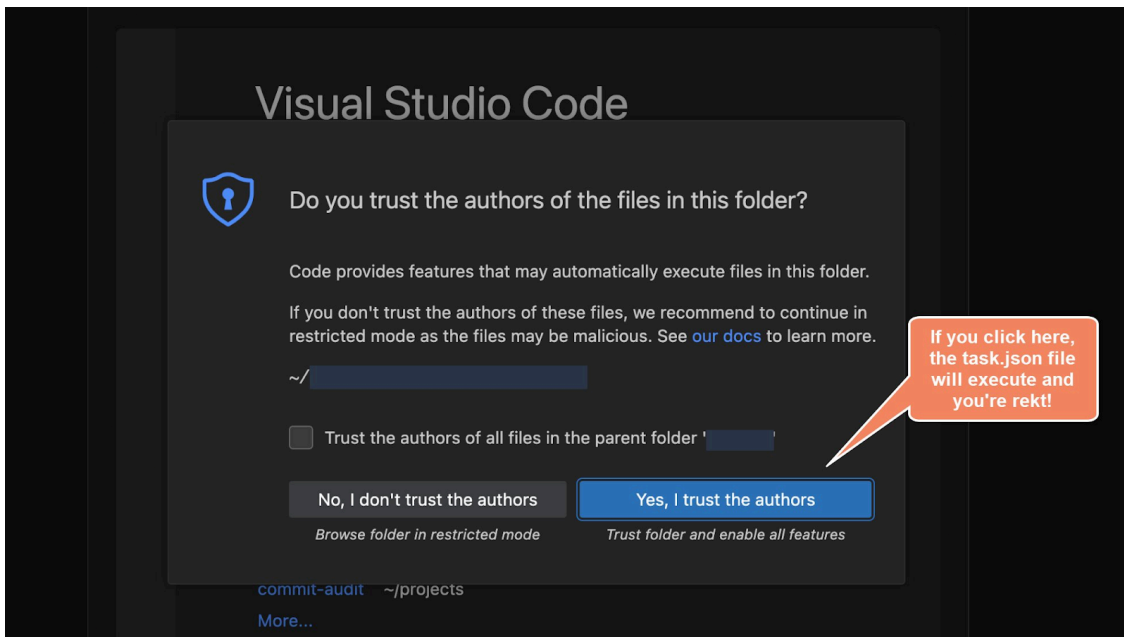 Visual Studio Code
Do you trust the authors of the files in this folder?
Code provides features that may automatically execute files in this folder.
If you don't trust the authors of these files, we recommend to continue in
restricted mode as the files may be malicious. See our docs to learn more.
~/
Trust the authors of all files in the parent folder ' '
No, I don't trust the authors
Yes, I trust the authors
Browse folder in restricted mode
Trust folder and enable all features
If you click here,
the task.json file
will execute and
you're rekt!
commit-audit ~/projects
More...